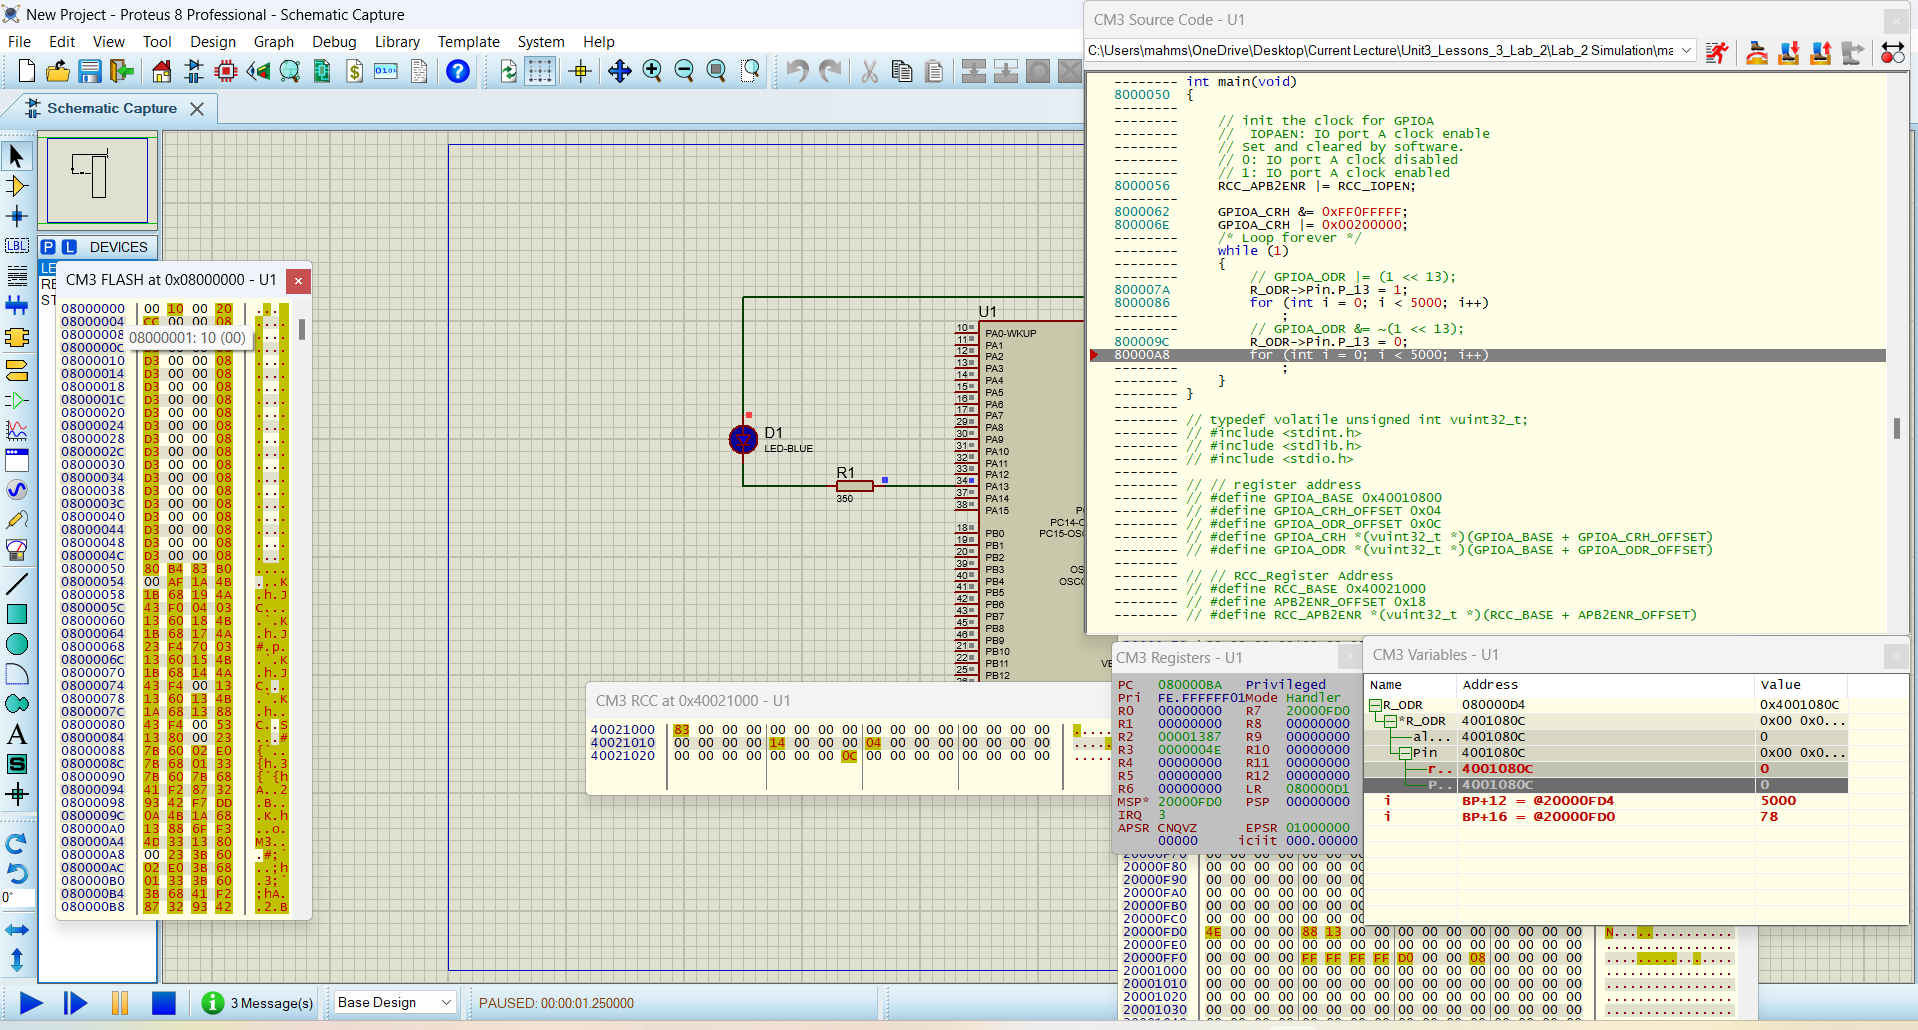 New Project - Proteus 8 Professional - Schematic Capture
File Edit View Tool Design Graph Debug Library Template System Help
Schematic Capture
P L DEVICES
CM3 FLASH at 0x08000000 - U1
08000000 00 10 00 20
08000004 CC 00 00 08
08000001: 10 (00)
08000010 D3 00 00 08
08000014 D3 00 00 08
08000018 D3 00 00 08
0800001C D3 00 00 08
08000020 D3 00 00 08
08000024 D3 00 00 08
08000028 D3 00 00 08
0800002C D3 00 00 08
08000030 D3 00 00 08
08000034 D3 00 00 08
08000038 D3 00 00 08
0800003C D3 00 00 08
08000040 D3 00 00 08
08000044 D3 00 00 08
08000048 D3 00 00 08
0800004C D3 00 00 08
08000050 80 B4 83 B0 ....
08000054 00 AF 1A 4B ...K
08000058 1B 68 19 4A .h.J
0800005C 43 F0 04 03 C...
08000060 13 60 18 4B .`.K
08000064 1B 68 17 4A .h.J
08000068 23 F4 70 03 #.p.
0800006C 13 60 15 4B .`.K
08000070 1B 68 14 4A .h.J
08000074 43 F4 00 13 C...
08000078 13 60 13 4B .`.K
0800007C 1A 68 13 88 .h..
08000080 43 F4 00 53 C..S
08000084 13 80 00 23 ...#
08000088 7B 60 02 E0 {`..
0800008C 7B 68 01 33 {h.3
08000090 7B 60 7B 68 {`{h
08000094 41 F2 87 32 A..2
08000098 93 42 F7 DD .B..
0800009C 0A 4B 1A 68 .K.h
080000A0 13 88 6F F3 ..o.
080000A4 4D 33 13 80 M3..
080000A8 00 23 3B 60 .#;`
080000AC 02 E0 3B 68 ..;h
080000B0 01 33 3B 60 .3;`
080000B4 3B 68 41 F2 ;hA.
080000B8 87 32 93 42 .2.B
D1
LED-BLUE
R1
350
U1
10 PA0-WKUP
11 PA1
12 PA2
13 PA3
14 PA4
15 PA5
16 PA6
17 PA7
29 PA8
30 PA9
31 PA10
32 PA11
33 PA12
34 PA13
37 PA14
38 PA15
18 PB0
19 PB1
20 PB2
39 PB3
40 PB4
41 PB5
42 PB6
43 PB7
45 PB8
46 PB9
21 PB10
22 PB11
25 PB12
PC14-
PC15-OSC
CM3 RCC at 0x40021000 - U1
40021000 83 00 00 00 00 00 00 00 00 00 00 00 00 00 00 00
40021010 00 00 00 00 14 00 00 00 04 00 00 00 00 00 00 00
40021020 00 00 00 00 00 00 00 0C 00 00 00 00 00 00 00 00
CM3 Source Code - U1
C:\Users\mahms\OneDrive\Desktop\Current Lecture\Unit3_Lessons_3_Lab_2\Lab_2 Simulation\ma
-------- int main(void)
8000050 {
--------
-------- // init the clock for GPIOA
-------- //  IOPAEN: IO port A clock enable
-------- // Set and cleared by software.
-------- // 0: IO port A clock disabled
-------- // 1: IO port A clock enabled
8000056 RCC_APB2ENR |= RCC_IOPEN;
--------
8000062 GPIOA_CRH &= 0xFF0FFFFF;
800006E GPIOA_CRH |= 0x00200000;
-------- /* Loop forever */
-------- while (1)
-------- {
-------- // GPIOA_ODR |= (1 << 13);
800007A R_ODR->Pin.P_13 = 1;
8000086 for (int i = 0; i < 5000; i++)
-------- ;
-------- // GPIOA_ODR &= ~(1 << 13);
800009C R_ODR->Pin.P_13 = 0;
80000A8 for (int i = 0; i < 5000; i++)
-------- ;
-------- }
-------- }
--------
-------- // typedef volatile unsigned int vuint32_t;
-------- // #include <stdint.h>
-------- // #include <stdlib.h>
-------- // #include <stdio.h>
--------
-------- // // register address
-------- // #define GPIOA_BASE 0x40010800
-------- // #define GPIOA_CRH_OFFSET 0x04
-------- // #define GPIOA_ODR_OFFSET 0x0C
-------- // #define GPIOA_CRH *(vuint32_t *)(GPIOA_BASE + GPIOA_CRH_OFFSET)
-------- // #define GPIOA_ODR *(vuint32_t *)(GPIOA_BASE + GPIOA_ODR_OFFSET)
--------
-------- // // RCC_Register Address
-------- // #define RCC_BASE 0x40021000
-------- // #define APB2ENR_OFFSET 0x18
-------- // #define RCC_APB2ENR *(vuint32_t *)(RCC_BASE + APB2ENR_OFFSET)
CM3 Registers - U1
PC 080000BA Privileged
Pri FE.FFFFFF01 Mode Handler
R0 00000000 R7 20000FD0
R1 00000000 R8 00000000
R2 00001387 R9 00000000
R3 0000004E R10 00000000
R4 00000000 R11 00000000
R5 00000000 R12 00000000
R6 00000000 LR 080000D1
MSP* 20000FD0 PSP 00000000
IRQ 3
APSR CNQVZ EPSR 01000000
00000 iciit 000.00000
CM3 Variables - U1
Name Address Value
R_ODR 080000D4 0x4001080C
*R_ODR 4001080C 0x00 0x0...
al... 4001080C 0
Pin 4001080C 0x00 0x0...
r.. 4001080C 0
P.. 4001080C 0
i BP+12 = @20000FD4 5000
i BP+16 = @20000FD0 78
20000F80 00 00 00 00 00 00
20000F90 00 00 00 00 00 00
20000FA0 00 00 00 00 00 00
20000FB0 00 00 00 00 00 00
20000FC0 00 00 00 00 00 00
20000FD0 4E 00 00 00 88 13 00 00 00 00 00 00 00 00 00 00 N...............
20000FE0 00 00 00 00 00 00 00 00 00 00 00 00 00 00 00 00 ................
20000FF0 00 00 00 00 FF FF FF FF D0 00 00 08 00 00 00 00 ................
20001000 00 00 00 00 00 00 00 00 00 00 00 00 00 00 00 00 ................
20001010 00 00 00 00 00 00 00 00 00 00 00 00 00 00 00 00 ................
20001020 00 00 00 00 00 00 00 00 00 00 00 00 00 00 00 00 ................
20001030 00 00 00 00 00 00 00 00 00 00 00 00 00 00 00 00 ................
3 Message(s)
Base Design
PAUSED: 00:00:01.250000